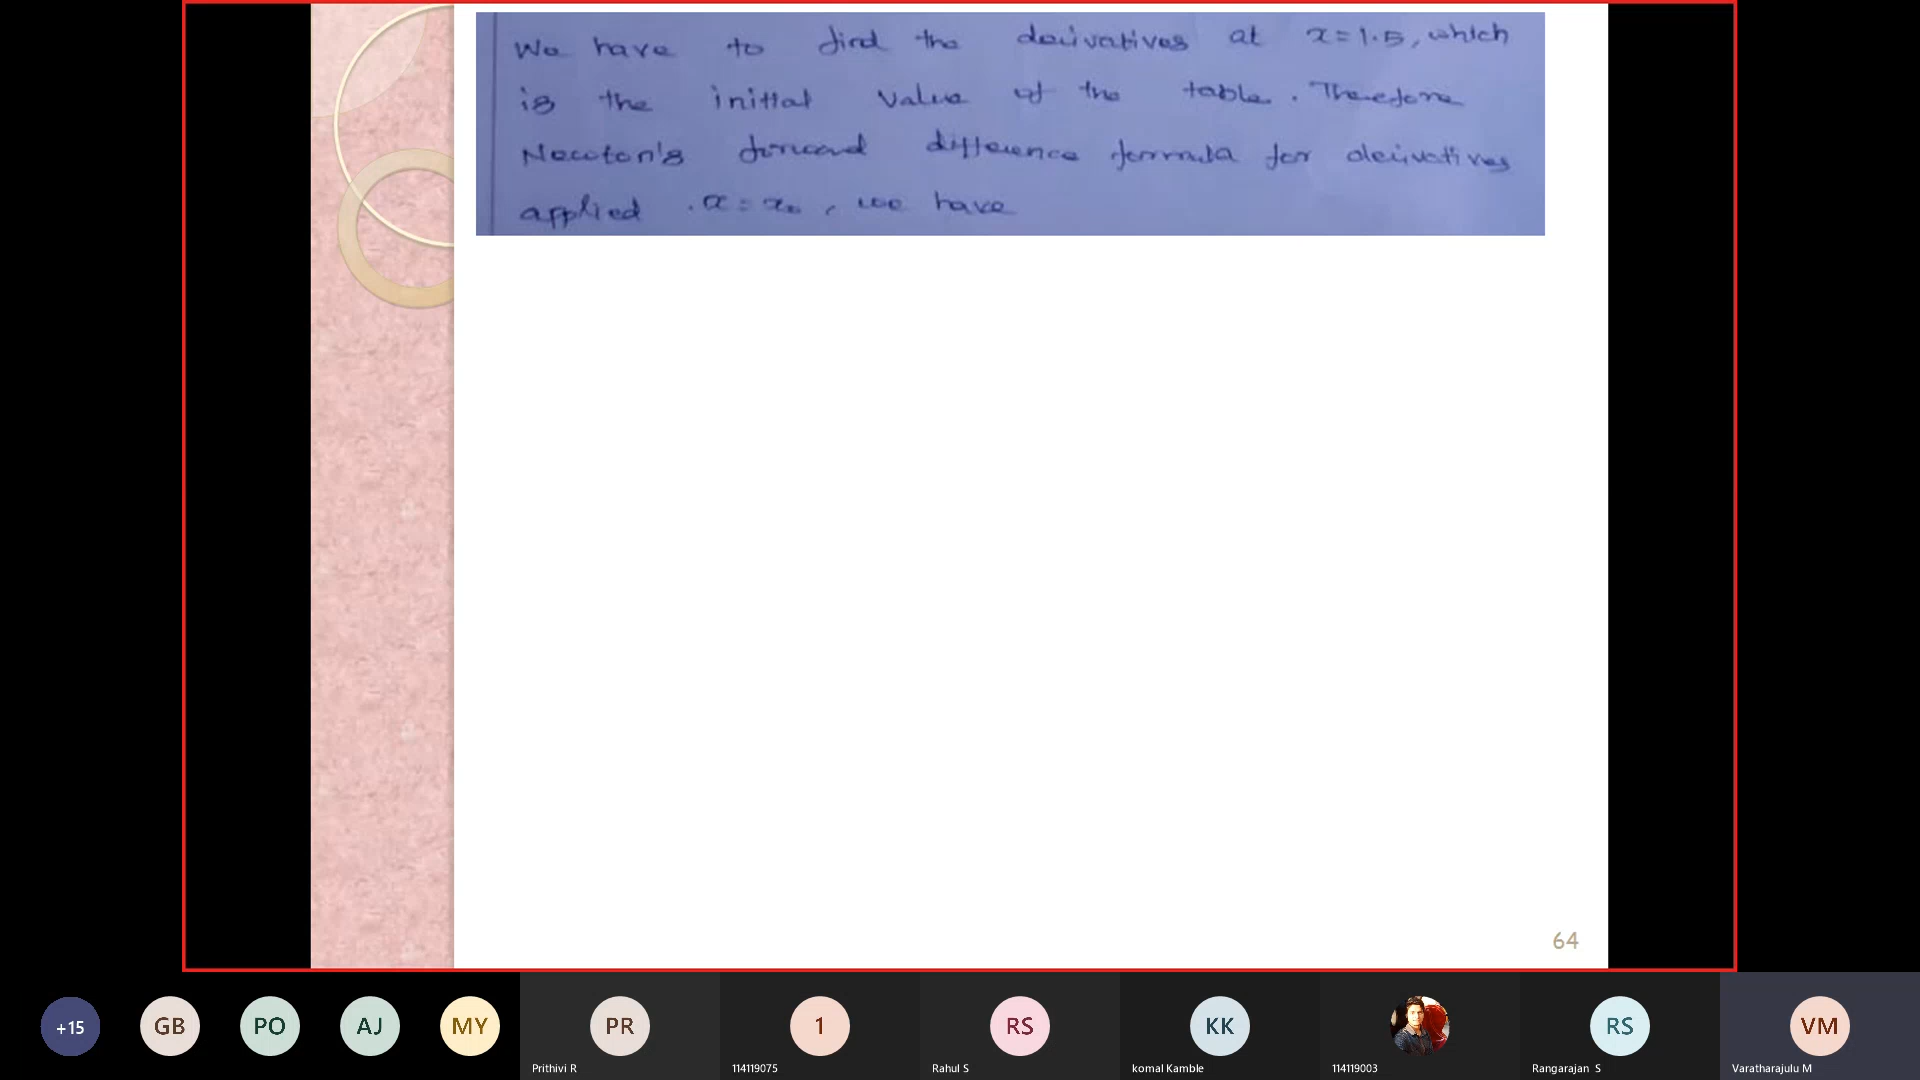 We have to find the derivatives at x=1.5, which
is the initial value of the table. Therefore
Newton's forward difference formula for derivatives
applied. x=x₀, we have
64
+15
GB
PO
AJ
MY
PR
1
RS
KK
RS
VM
Prithivi R
114119075
Rahul S
komal Kamble
114119003
Rangarajan S
Varatharajulu M